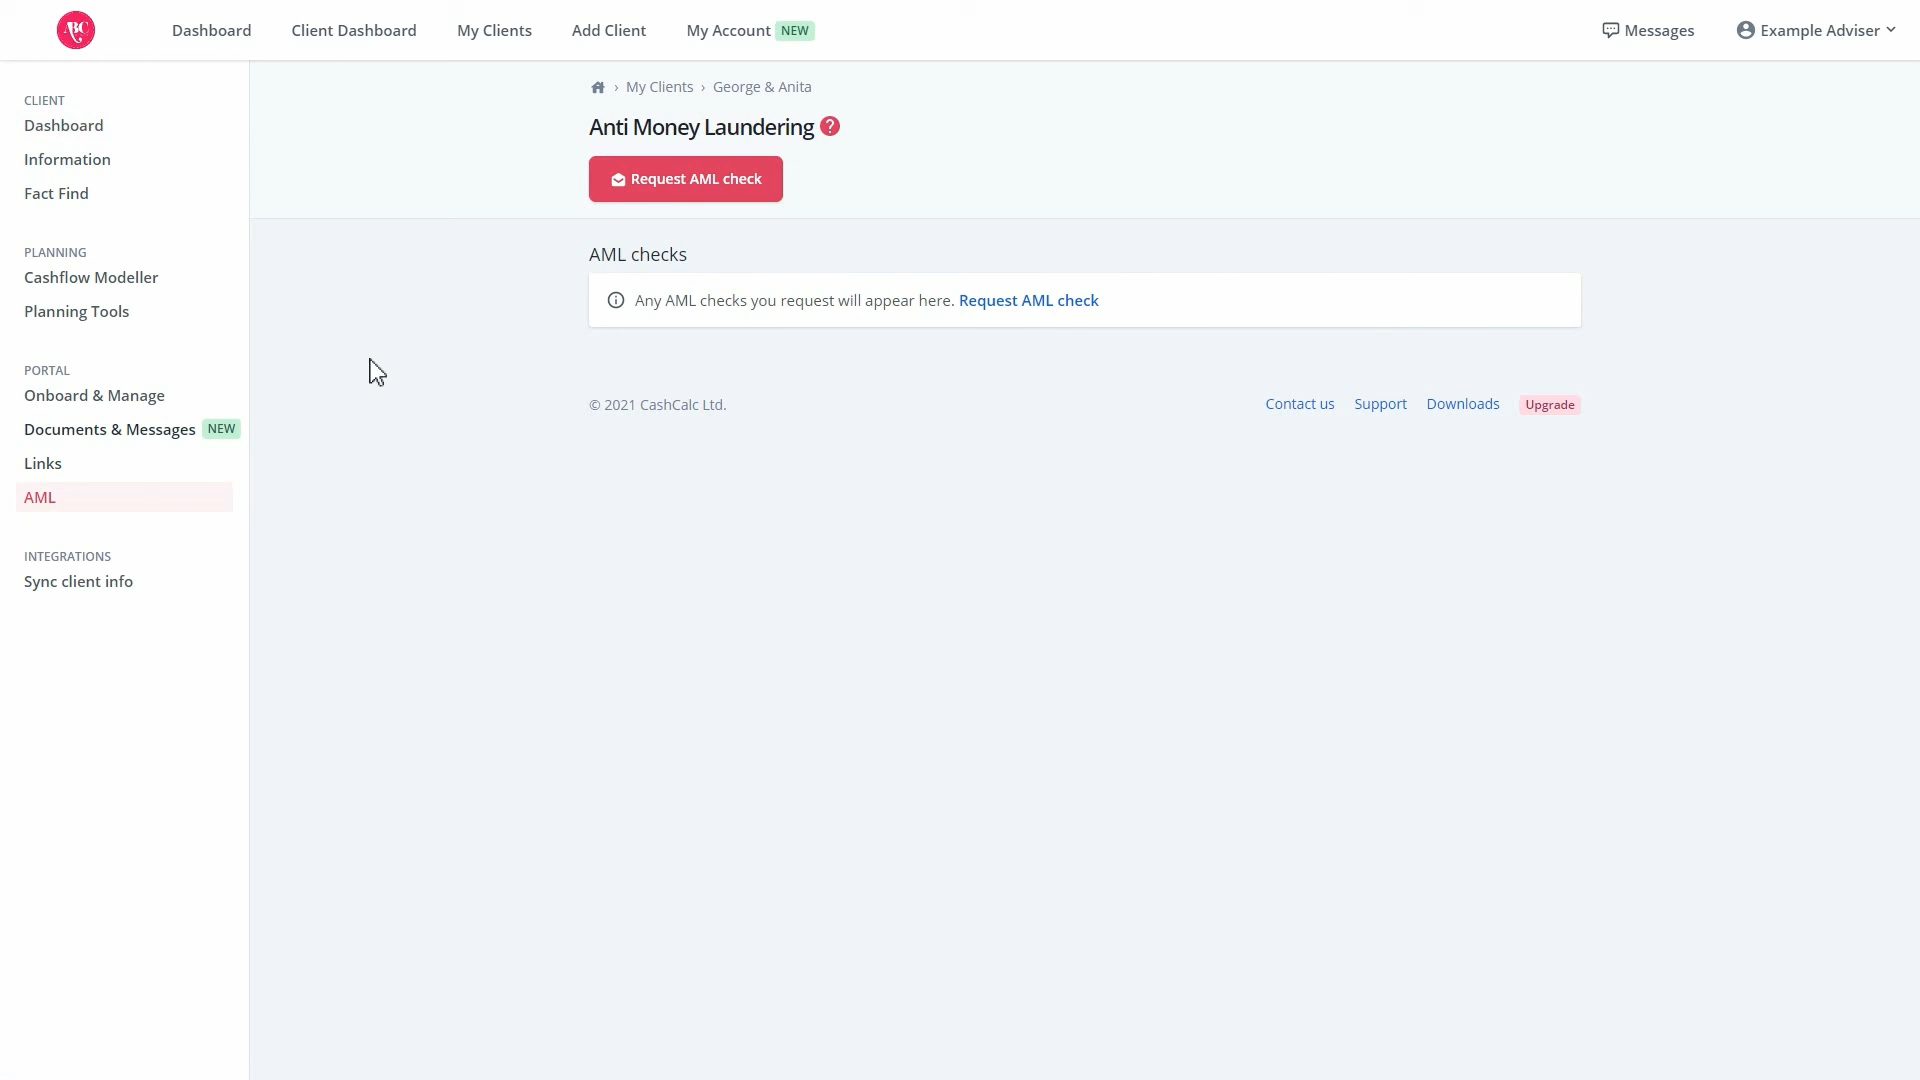 ABC
Dashboard
Client Dashboard
My Clients
Add Client
My Account NEW
Messages
Example Adviser
CLIENT
Dashboard
Information
Fact Find
PLANNING
Cashflow Modeller
Planning Tools
PORTAL
Onboard & Manage
Documents & Messages NEW
Links
AML
INTEGRATIONS
Sync client info
My Clients › George & Anita
Anti Money Laundering ?
Request AML check
AML checks
Any AML checks you request will appear here. Request AML check
© 2021 CashCalc Ltd.
Contact us
Support
Downloads
Upgrade